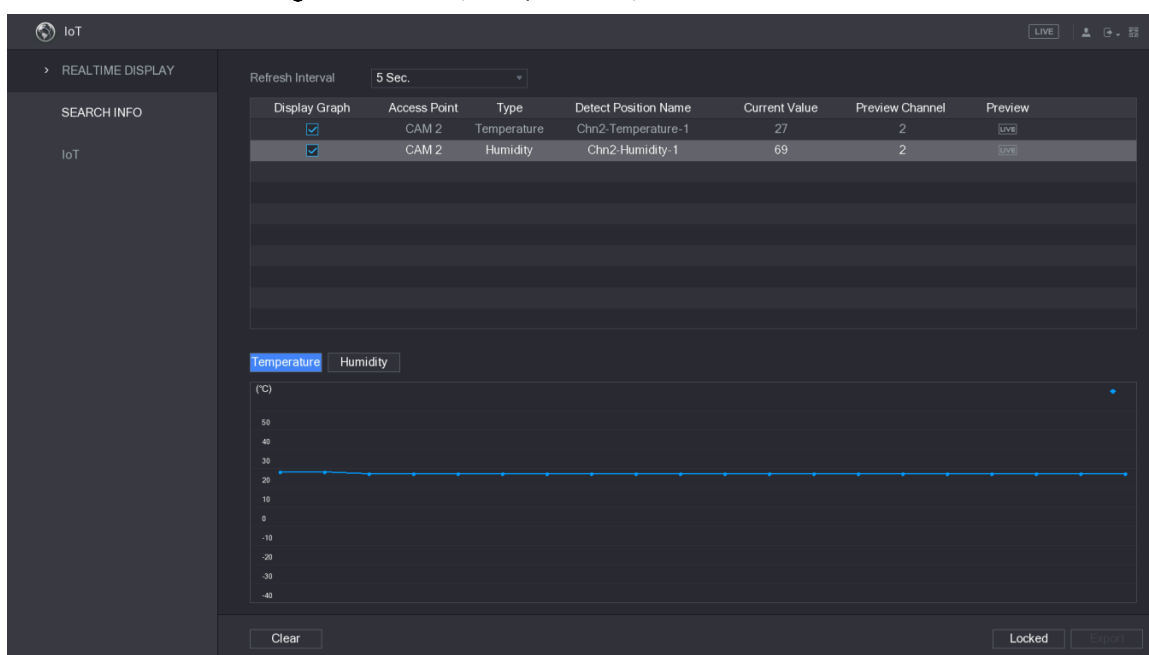 IoT
LIVE
REALTIME DISPLAY
SEARCH INFO
IoT
Refresh Interval 5 Sec.
Display Graph Access Point Type Detect Position Name Current Value Preview Channel Preview
CAM 2 Temperature Chn2-Temperature-1 27 2 LIVE
CAM 2 Humidity Chn2-Humidity-1 69 2 LIVE
Temperature Humidity
(°C)
50
40
30
20
10
0
-10
-20
-30
-40
Clear Locked Export